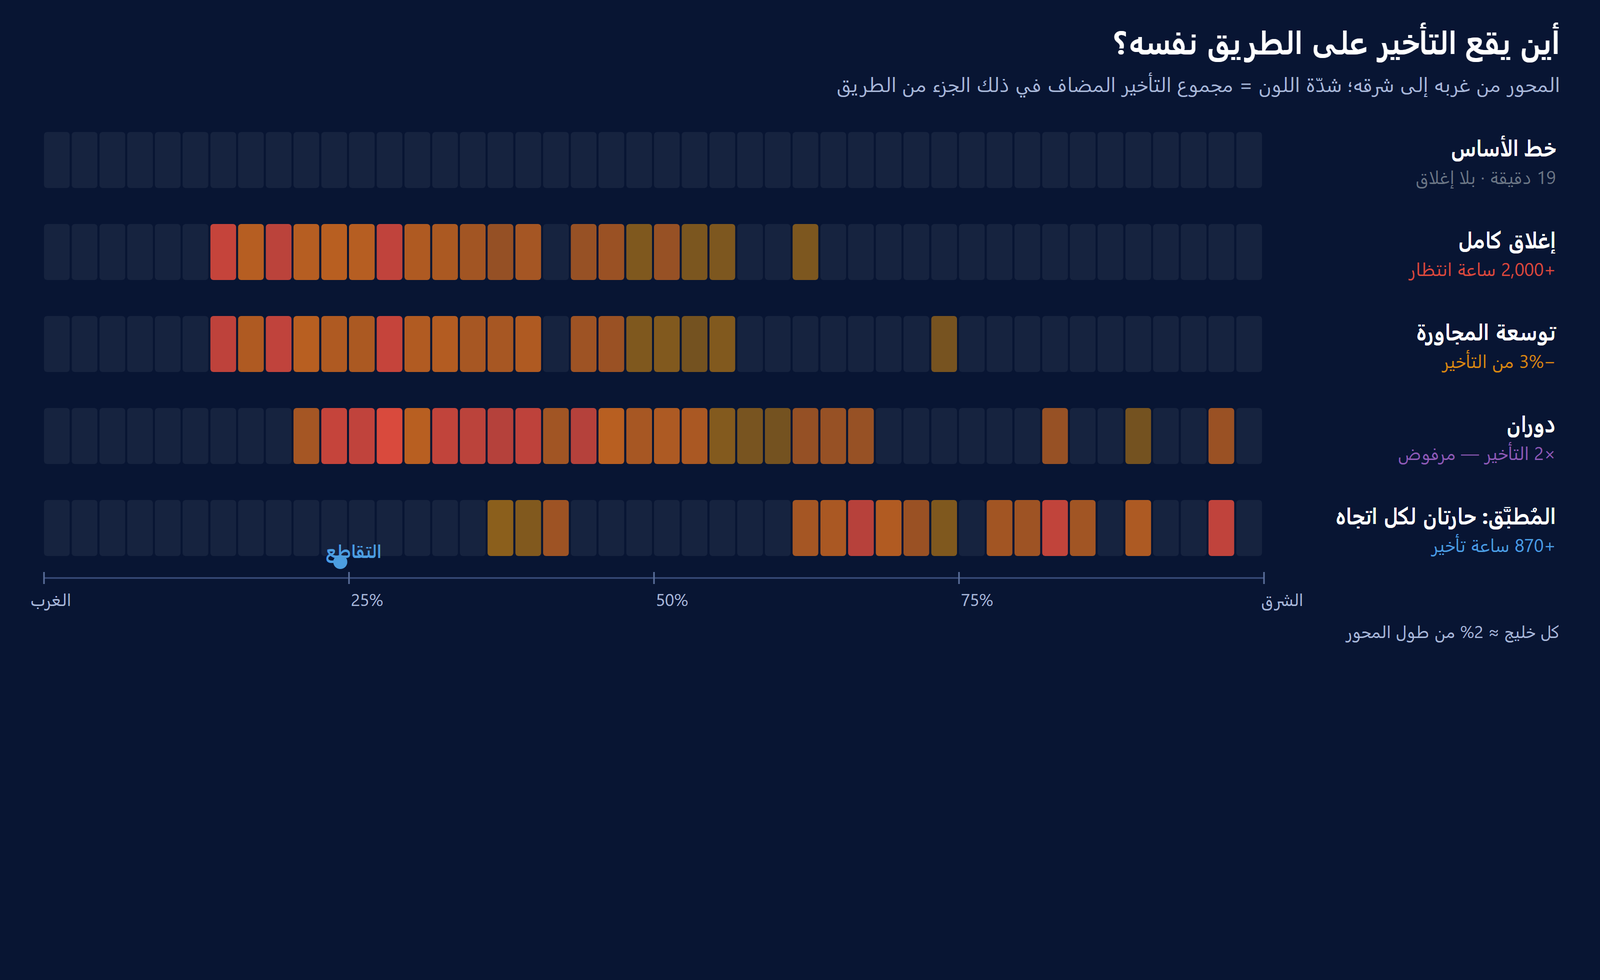 أين يقع التأخير على الطريق نفسه؟
المحور من غربه إلى شرقه؛ شدّة اللون = مجموع التأخير المضاف في ذلك الجزء من الطريق
خط الأساس
19 دقيقة · بلا إغلاق
إغلاق كامل
+2,000 ساعة انتظار
توسعة المجاورة
−3% من التأخير
دوران
×2 التأخير — مرفوض
المُطبَّق: حارتان لكل اتجاه
+870 ساعة تأخير
التقاطع
الغرب
25%
50%
75%
الشرق
كل خليج ≈ 2% من طول المحور